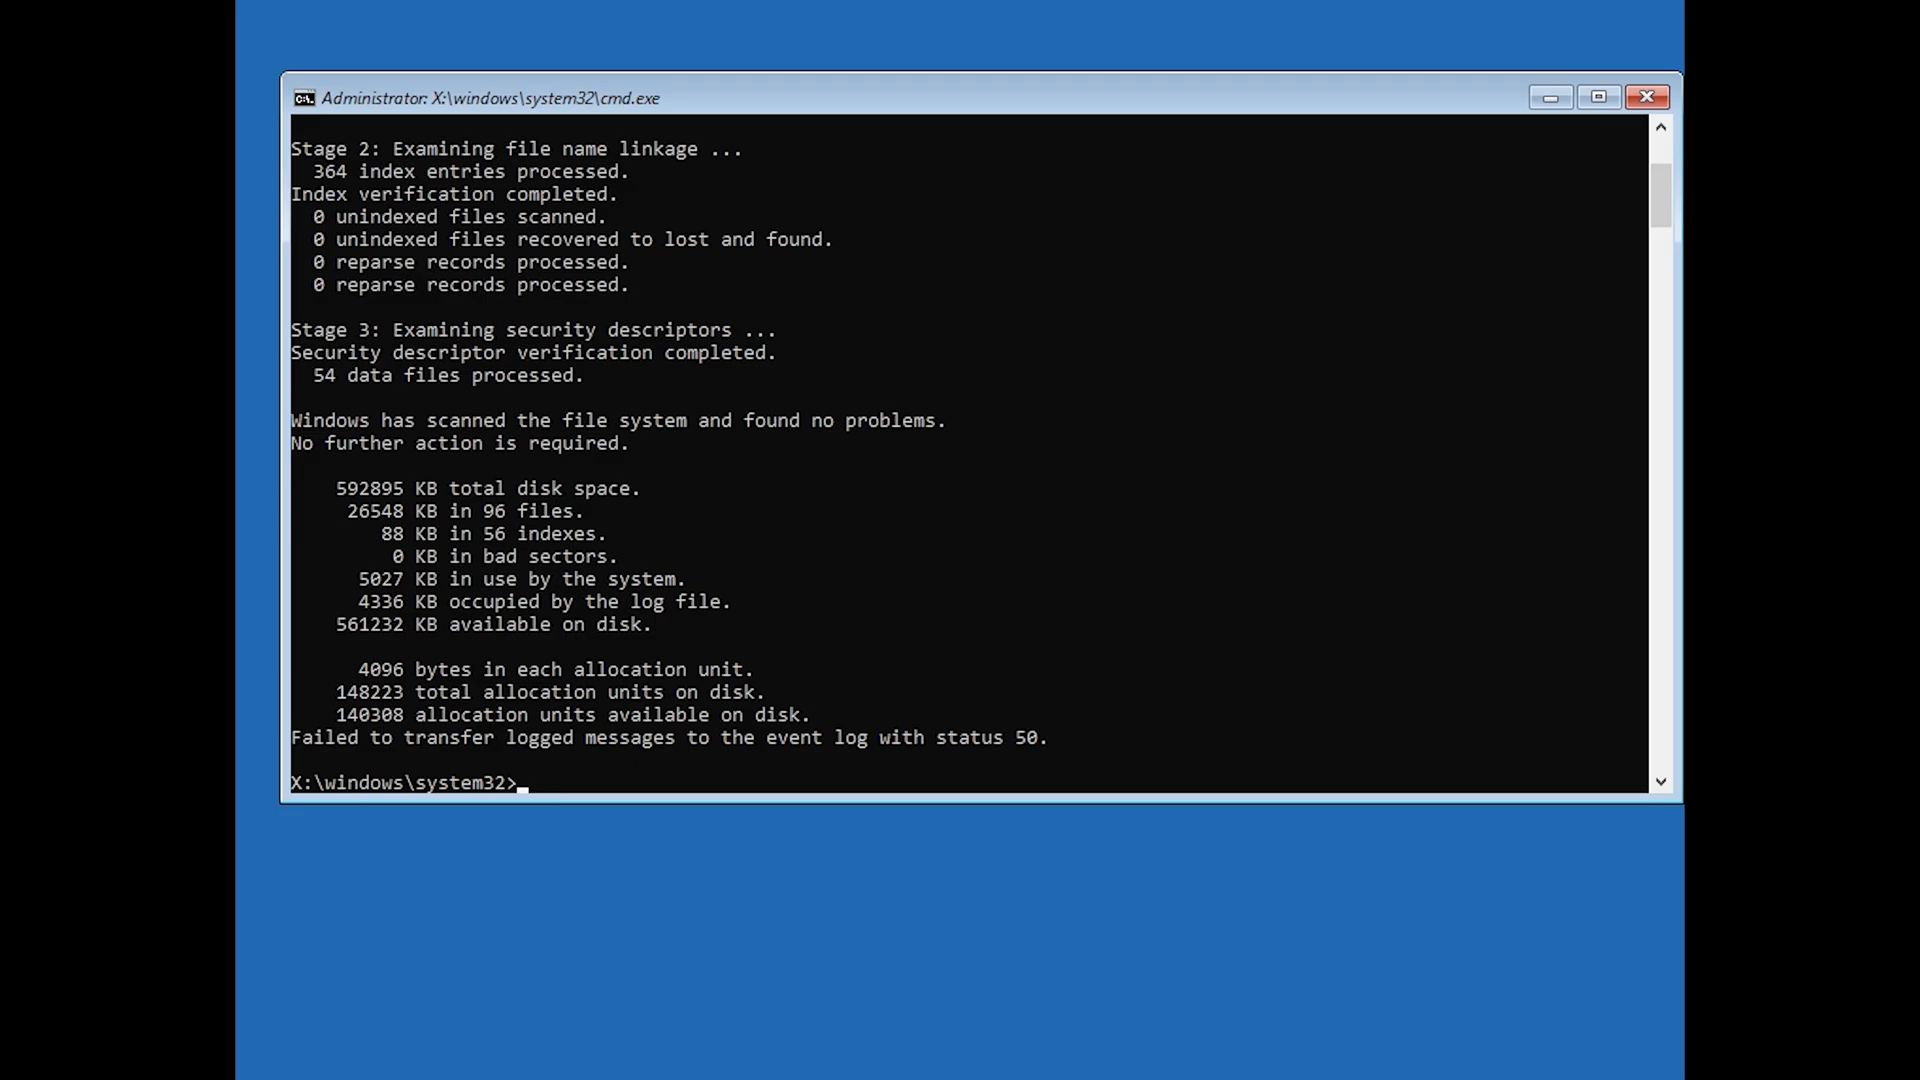 Administrator: X:\windows\system32\cmd.exe
Stage 2: Examining file name linkage ...
364 index entries processed.
Index verification completed.
0 unindexed files scanned.
0 unindexed files recovered to lost and found.
0 reparse records processed.
0 reparse records processed.
Stage 3: Examining security descriptors ...
Security descriptor verification completed.
54 data files processed.
Windows has scanned the file system and found no problems.
No further action is required.
592895 KB total disk space.
26548 KB in 96 files.
88 KB in 56 indexes.
0 KB in bad sectors.
5027 KB in use by the system.
4336 KB occupied by the log file.
561232 KB available on disk.
4096 bytes in each allocation unit.
148223 total allocation units on disk.
140308 allocation units available on disk.
Failed to transfer logged messages to the event log with status 50.
X:\windows\system32>